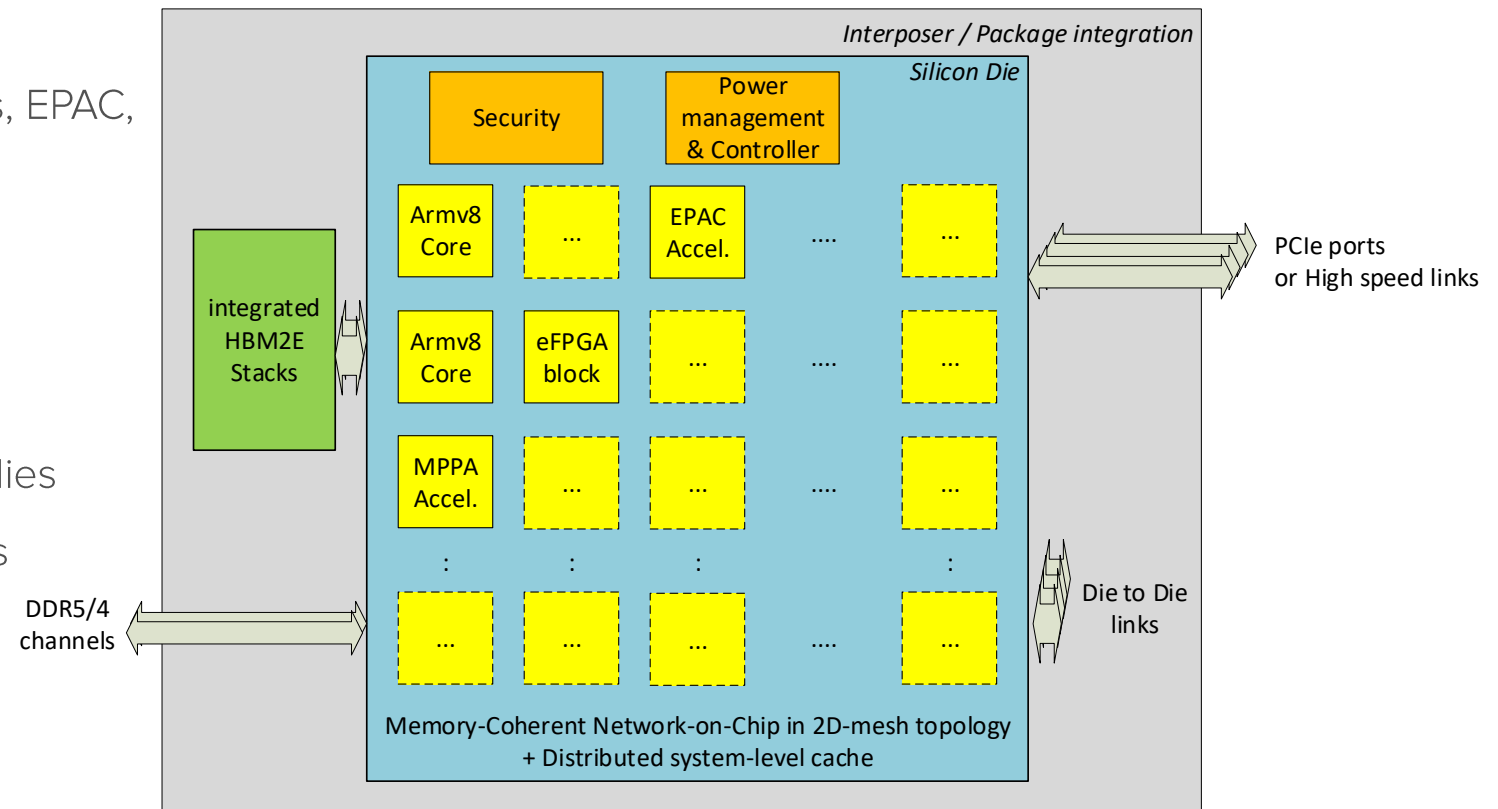 Interposer / Package integration
Silicon Die
s, EPAC,
Security
Power
management
& Controller
Armv8
Core
...
EPAC
Accel.
....
...
PCIe ports
or High speed links
integrated
HBM2E
Stacks
Armv8
Core
eFPGA
block
...
....
...
lies
s
MPPA
Accel.
...
...
....
...
:
:
:
:
DDR5/4
channels
Die to Die
links
...
...
...
....
...
Memory-Coherent Network-on-Chip in 2D-mesh topology
+ Distributed system-level cache